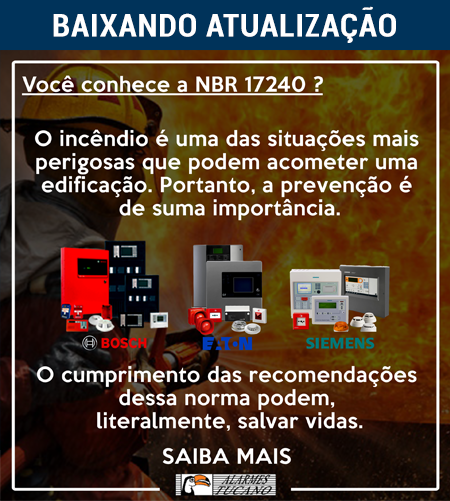 BAIXANDO ATUALIZAÇÃO
Você conhece a NBR 17240 ?
O incêndio é uma das situações mais
perigosas que podem acometer uma
edificação. Portanto, a prevenção é
de suma importância.
BOSCH
EATON
SIEMENS
O cumprimento das recomendações
dessa norma podem,
literalmente, salvar vidas.
SAIBA MAIS
ALARMES
TUCANO